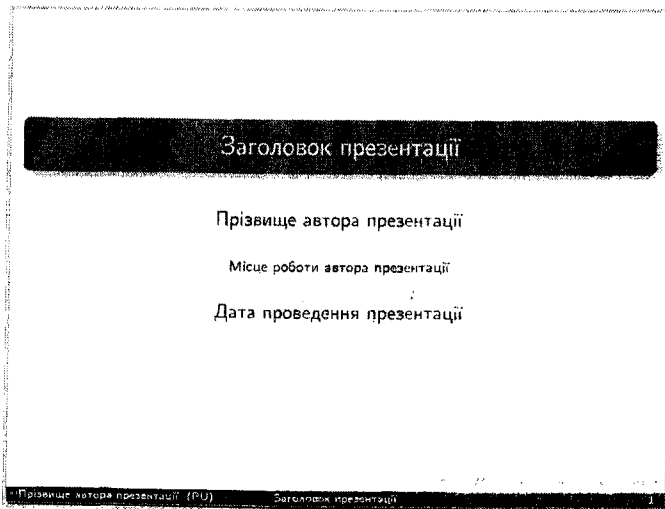 Заголовок презентації
Прізвище автора презентації
Місце роботи автора презентації
Дата проведення презентації
Прізвище автора презентації (PU) Заголовок презентації 1